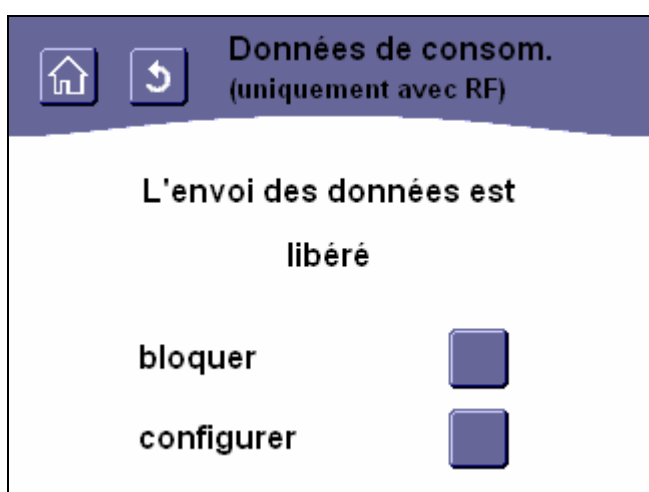 Données de consom.
(uniquement avec RF)
L'envoi des données est
libéré
bloquer
configurer